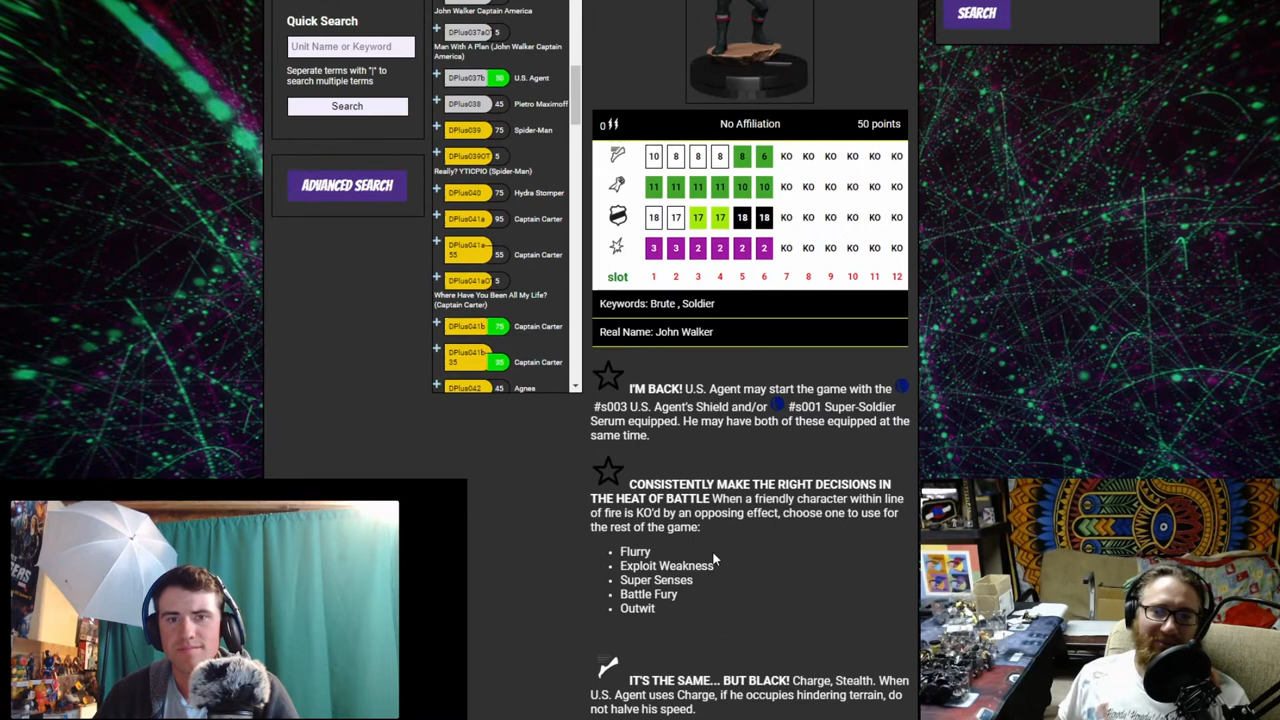 Quick Search
Unit Name or Keyword
Seperate terms with "|" to
search multiple terms
Search
ADVANCED SEARCH
John Walker Captain
America
DPlus037aOT 5
Man With A Plan (John Walker Captain
America)
DPlus037b 50 U.S. Agent
DPlus038 45 Pietro Maximoff
DPlus039 75 Spider-Man
DPlus039OT 5
Really? YTICPIO (Spider-Man)
DPlus040 75 Hydra Stomper
DPlus041a 95 Captain Carter
DPlus041a-
55 55 Captain Carter
DPlus041aOT 5
Where Have You Been All My Life?
(Captain Carter)
DPlus041b 75 Captain Carter
DPlus041b-
35 35 Captain Carter
DPlus042 45 Agnes
SEARCH
0 No Affiliation 50 points
10 8 8 8 8 6 KO KO KO KO KO KO
11 11 11 11 10 10 KO KO KO KO KO KO
18 17 17 17 18 18 KO KO KO KO KO KO
3 3 2 2 2 2 KO KO KO KO KO KO
slot 1 2 3 4 5 6 7 8 9 10 11 12
Keywords: Brute , Soldier
Real Name: John Walker
I'M BACK! U.S. Agent may start the game with the
#s003 U.S. Agent's Shield and/or #s001 Super-Soldier
Serum equipped. He may have both of these equipped at the
same time.
CONSISTENTLY MAKE THE RIGHT DECISIONS IN
THE HEAT OF BATTLE When a friendly character within line
of fire is KO'd by an opposing effect, choose one to use for
the rest of the game:
• Flurry
• Exploit Weakness
• Super Senses
• Battle Fury
• Outwit
IT'S THE SAME... BUT BLACK! Charge, Stealth. When
U.S. Agent uses Charge, if he occupies hindering terrain, do
not halve his speed.